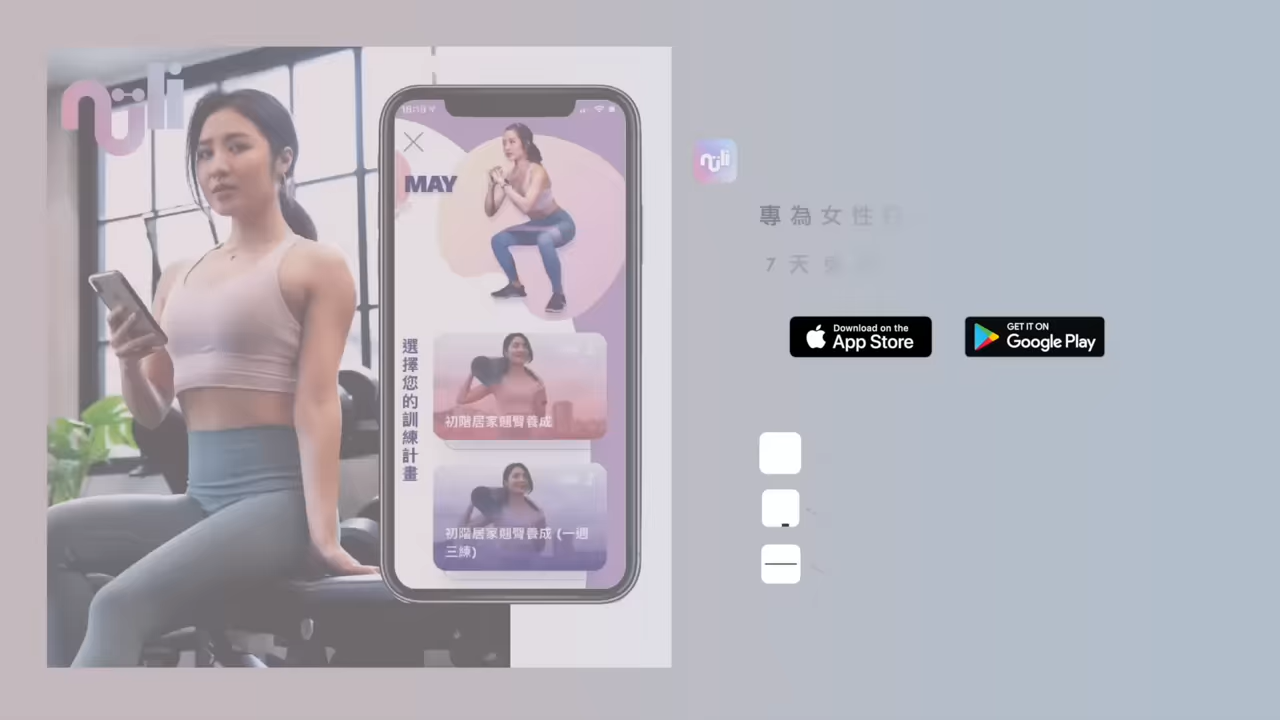 nüli
MAY
選擇您的訓練計畫
初階居家翹臀養成
初階居家翹臀養成 (一週
三練)
nüli
專為女性
7 天
Download on the
App Store
GET IT ON
Google Play